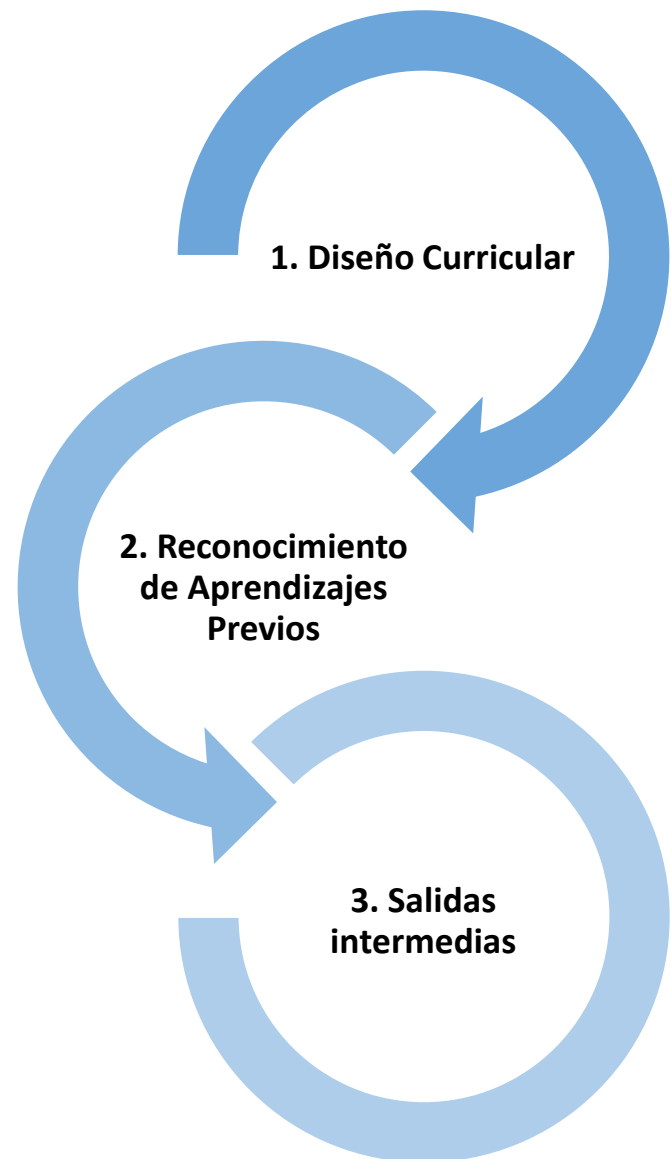 1. Diseño Curricular
2. Reconocimiento
de Aprendizajes
Previos
3. Salidas
intermedias